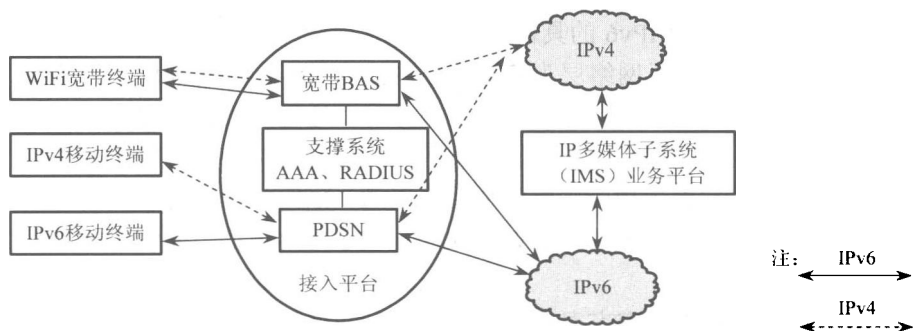 IPv4
WiFi宽带终端
宽带BAS
IPv4移动终端
支撑系统
AAA、RADIUS
IP多媒体子系统
（IMS）业务平台
IPv6移动终端
PDSN
接入平台
IPv6
注： IPv6
IPv4